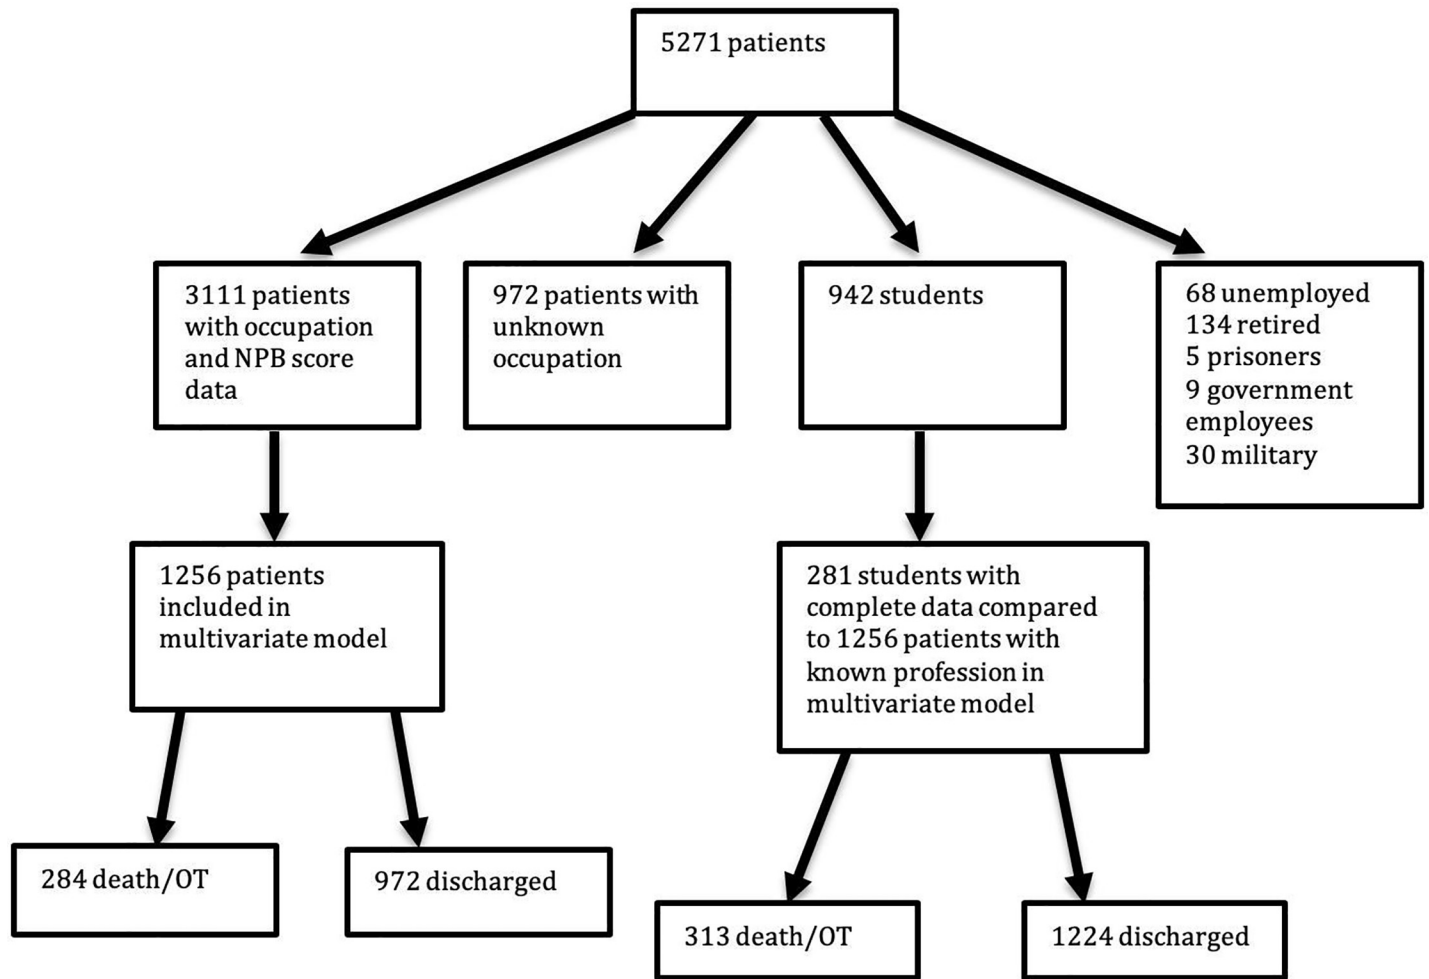 5271 patients
3111 patients
with occupation
and NPB score
data
972 patients with
unknown
occupation
942 students
68 unemployed
134 retired
5 prisoners
9 government
employees
30 military
1256 patients
included in
multivariate model
281 students with
complete data compared
to 1256 patients with
known profession in
multivariate model
284 death/OT
972 discharged
313 death/OT
1224 discharged